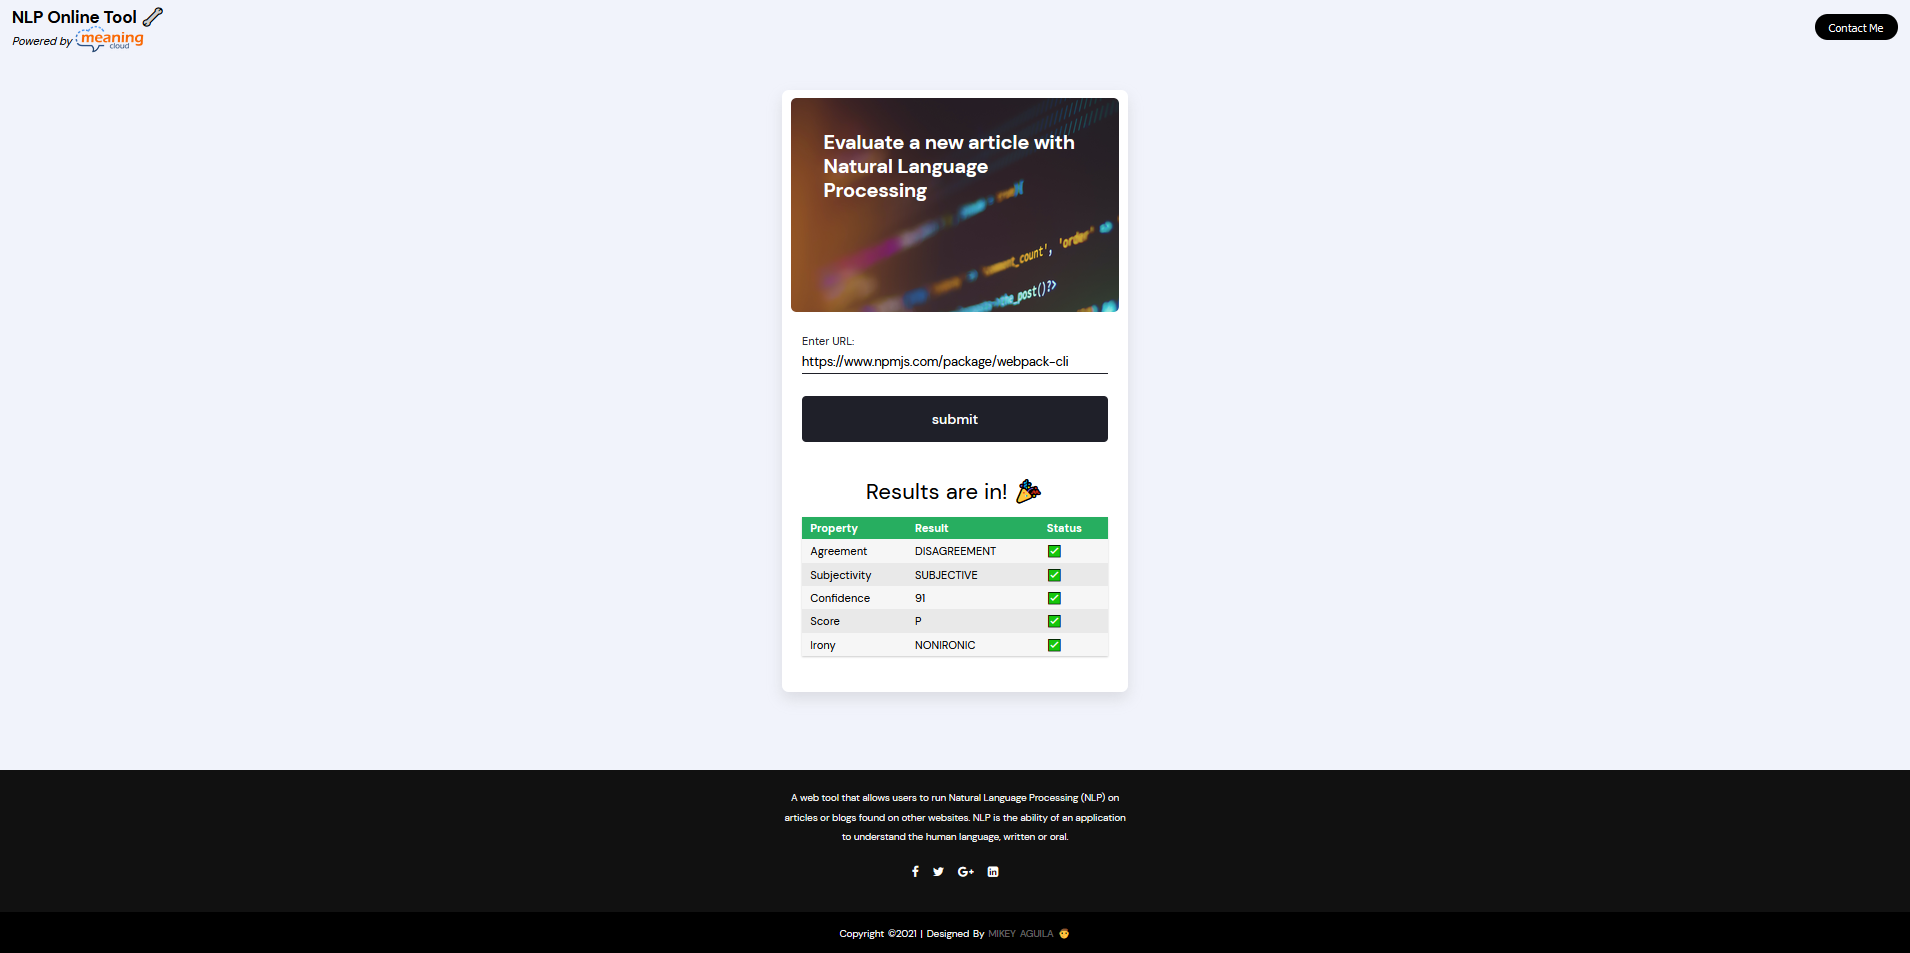 NLP Online Tool
Powered by meaning cloud
Contact Me
Evaluate a new article with
Natural Language
Processing
_count', 'order' =>
the_post()?>
Enter URL:
https://www.npmjs.com/package/webpack-cli
submit
Results are in!
Property Result Status
Agreement DISAGREEMENT
Subjectivity SUBJECTIVE
Confidence 91
Score P
Irony NONIRONIC
A web tool that allows users to run Natural Language Processing (NLP) on
articles or blogs found on other websites. NLP is the ability of an application
to understand the human language, written or oral.
Copyright ©2021 | Designed By MIKEY AGUILA